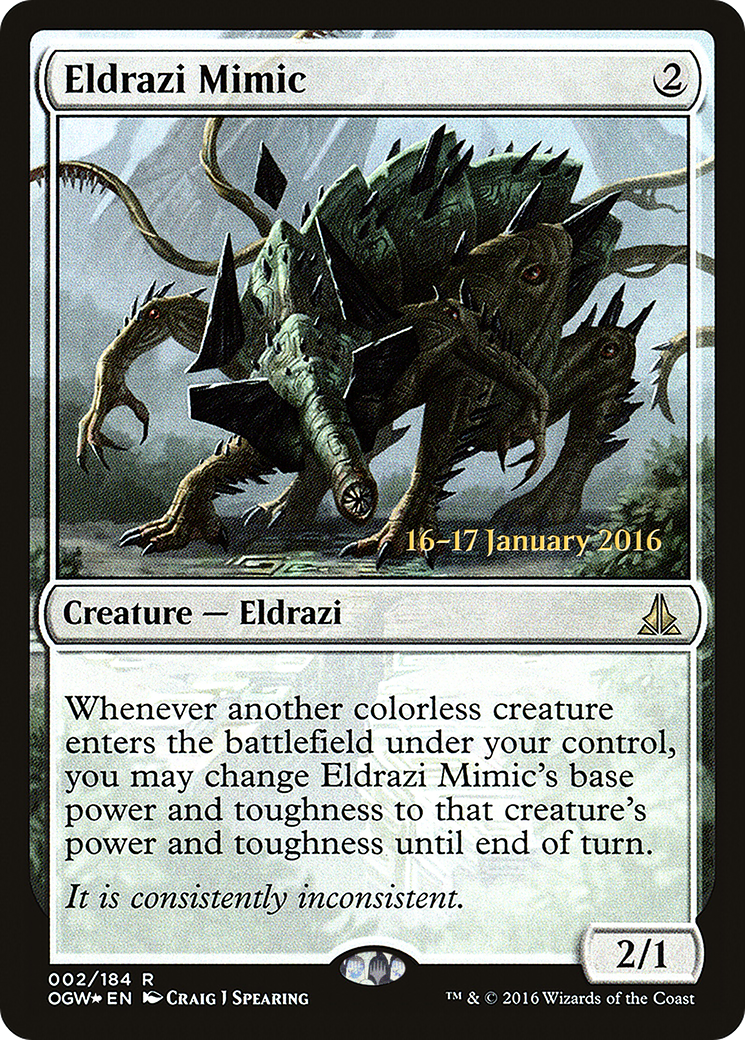 Eldrazi Mimic 2
16–17 January 2016
Creature — Eldrazi
Whenever another colorless creature
enters the battlefield under your control,
you may change Eldrazi Mimic's base
power and toughness to that creature's
power and toughness until end of turn.
It is consistently inconsistent.
2/1
002/184 R
OGW★EN Craig J Spearing
™ & © 2016 Wizards of the Coast